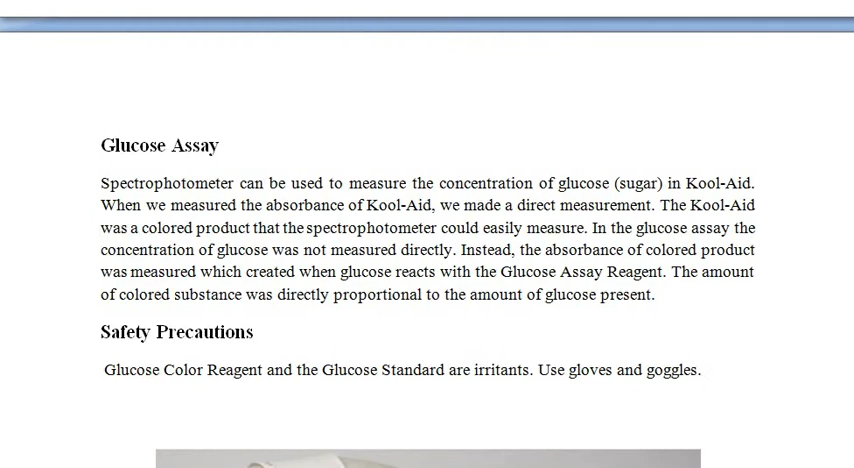 Glucose Assay
Spectrophotometer can be used to measure the concentration of glucose (sugar) in Kool-Aid.
When we measured the absorbance of Kool-Aid, we made a direct measurement. The Kool-Aid
was a colored product that the spectrophotometer could easily measure. In the glucose assay the
concentration of glucose was not measured directly. Instead, the absorbance of colored product
was measured which created when glucose reacts with the Glucose Assay Reagent. The amount
of colored substance was directly proportional to the amount of glucose present.
Safety Precautions
Glucose Color Reagent and the Glucose Standard are irritants. Use gloves and goggles.